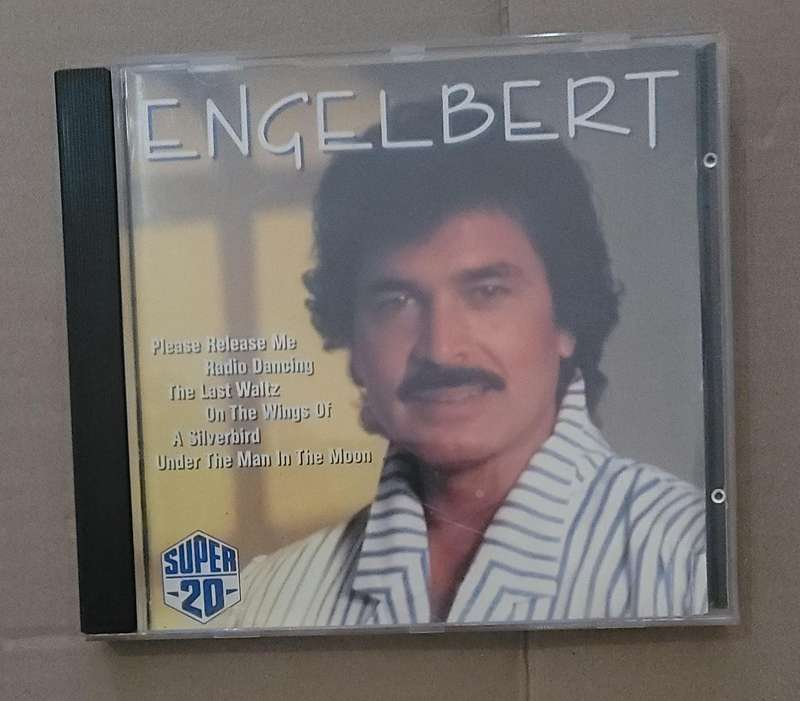 ENGELBERT
Please Release Me
Radio Dancing
The Last Waltz
On The Wings Of
A Silverbird
Under The Man In The Moon
SUPER
20